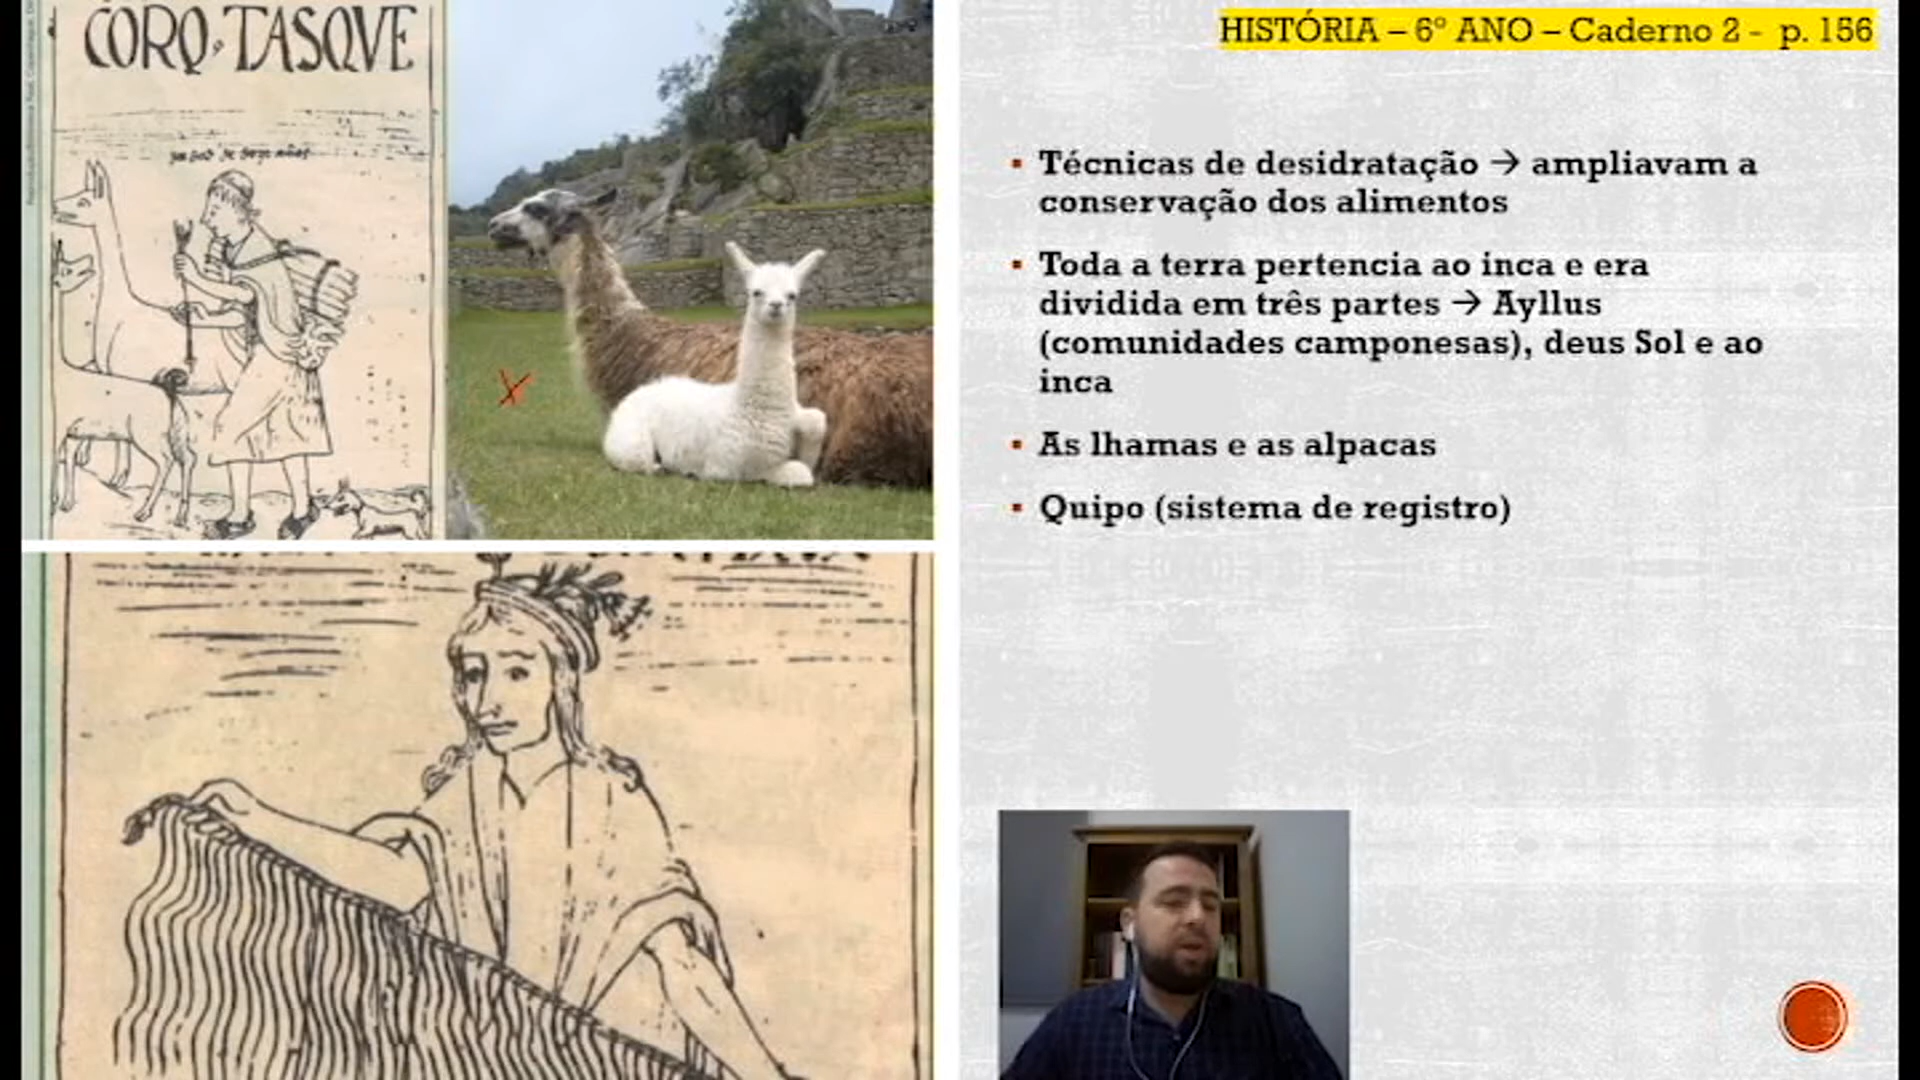 CORO, TASQVE
HISTÓRIA – 6º ANO – Caderno 2 - p. 156
▪ Técnicas de desidratação → ampliavam a
conservação dos alimentos
▪ Toda a terra pertencia ao inca e era
dividida em três partes → Ayllus
(comunidades camponesas), deus Sol e ao
inca
▪ As lhamas e as alpacas
▪ Quipo (sistema de registro)